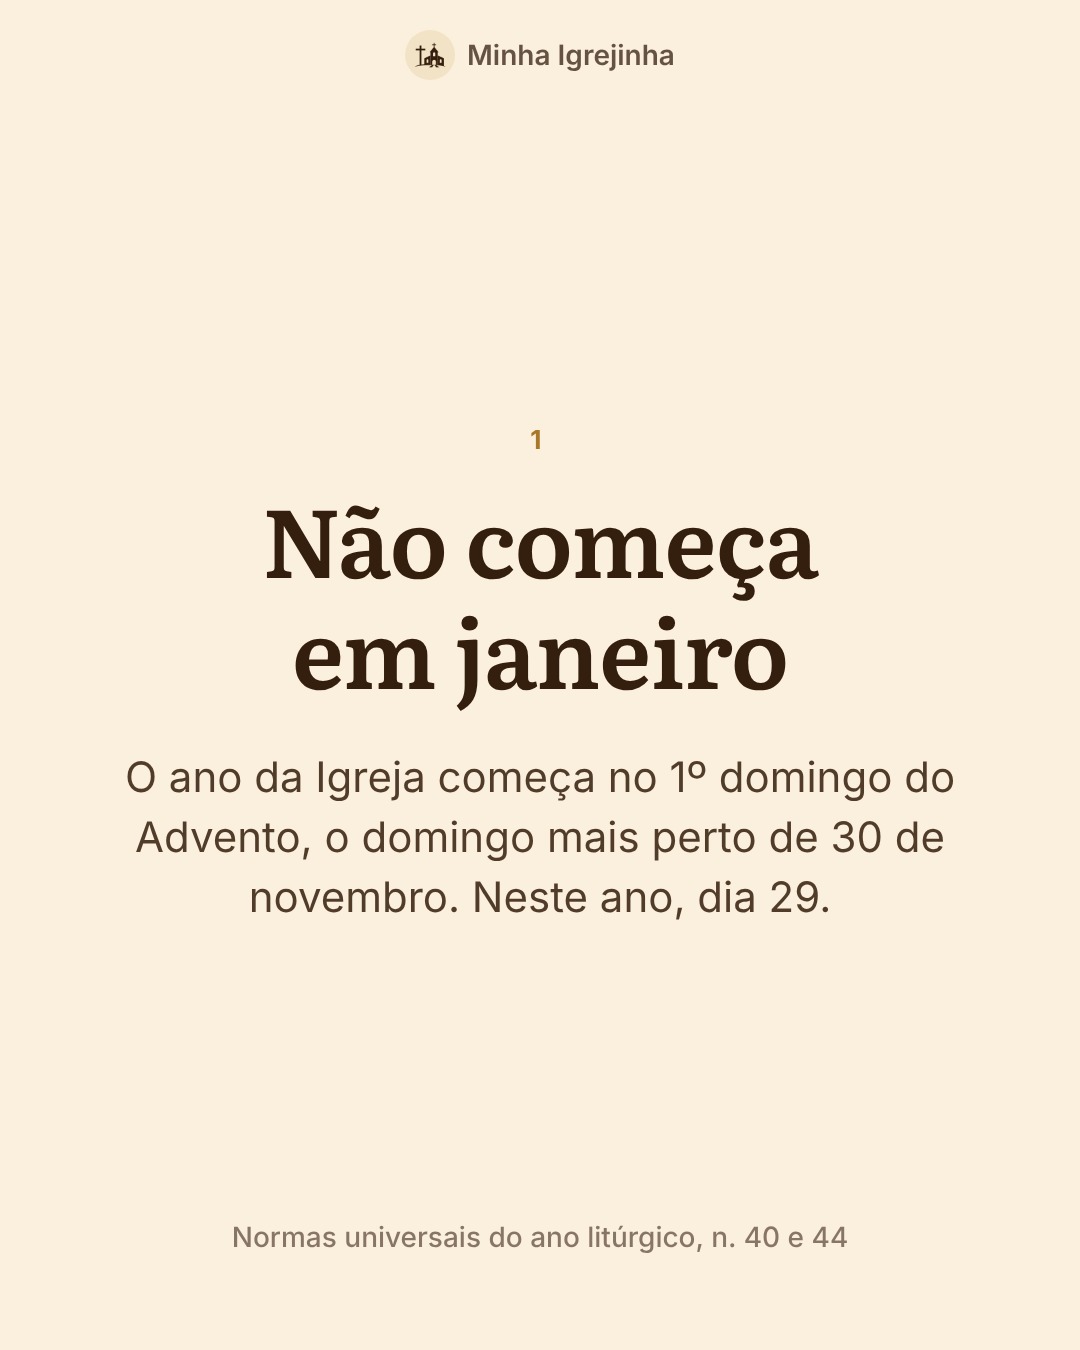 Minha Igrejinha
1
Não começa
em janeiro
O ano da Igreja começa no 1º domingo do
Advento, o domingo mais perto de 30 de
novembro. Neste ano, dia 29.
Normas universais do ano litúrgico, n. 40 e 44